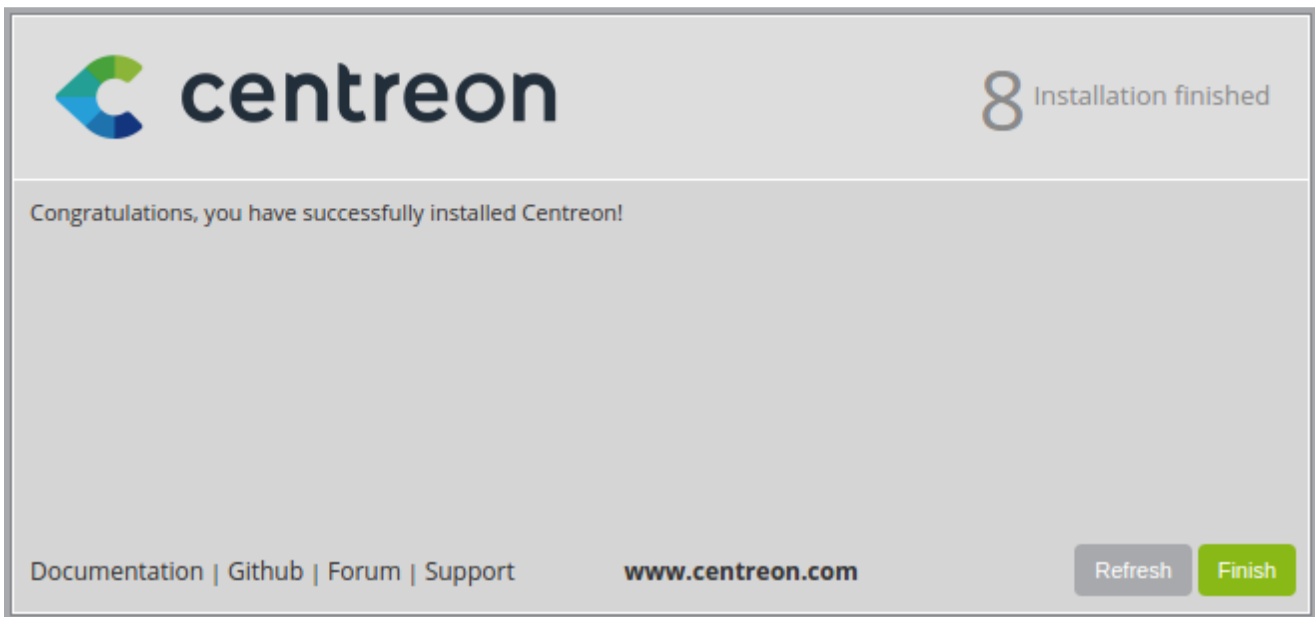 centreon
8 Installation finished
Congratulations, you have successfully installed Centreon!
Documentation | Github | Forum | Support www.centreon.com Refresh Finish